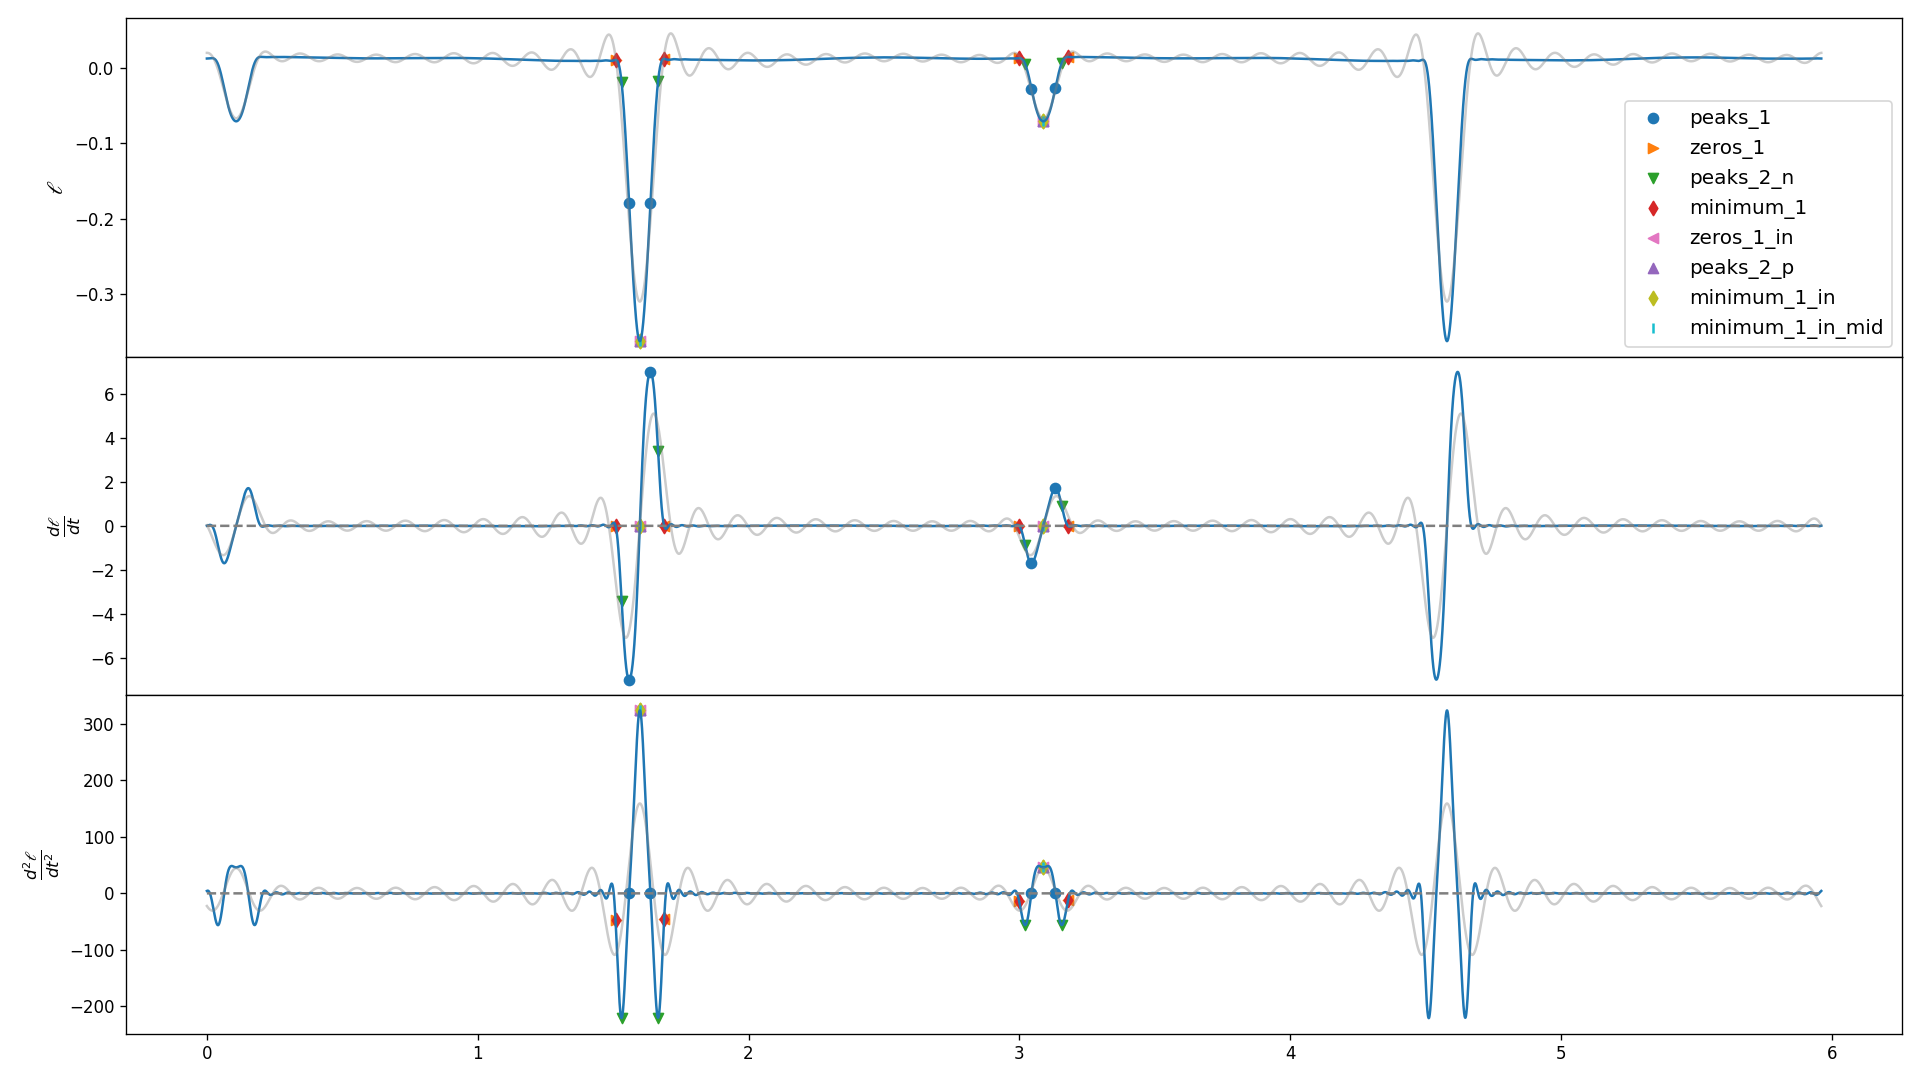 0.0
−0.1
−0.2
−0.3
ℓ
peaks_1
zeros_1
peaks_2_n
minimum_1
zeros_1_in
peaks_2_p
minimum_1_in
minimum_1_in_mid
6
4
2
0
−2
−4
−6
dℓ
dt
300
200
100
0
−100
−200
d²ℓ
dt²
0 1 2 3 4 5 6